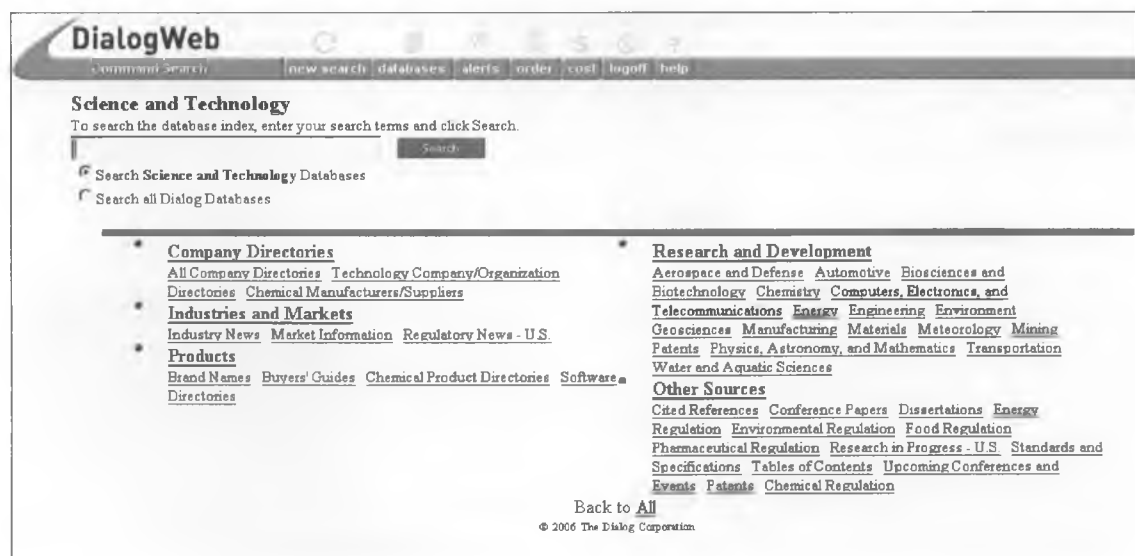 DialogWeb
Command Search new search databases alerts order cost logoff help
Science and Technology
To search the database index, enter your search terms and click Search.
Search
Search Science and Technology Databases
Search all Dialog Databases
Company Directories
All Company Directories Technology Company/Organization
Directories Chemical Manufacturers/Suppliers
Industries and Markets
Industry News Market Information Regulatory News - U.S.
Products
Brand Names Buyers' Guides Chemical Product Directories Software
Directories
Research and Development
Aerospace and Defense Automotive Biosciences and
Biotechnology Chemistry Computers, Electronics, and
Telecommunications Energy Engineering Environment
Geosciences Manufacturing Materials Meteorology Mining
Patents Physics, Astronomy, and Mathematics Transportation
Water and Aquatic Sciences
Other Sources
Cited References Conference Papers Dissertations Energy
Regulation Environmental Regulation Food Regulation
Pharmaceutical Regulation Research in Progress - U.S. Standards and
Specifications Tables of Contents Upcoming Conferences and
Events Patents Chemical Regulation
Back to All
© 2006 The Dialog Corporation